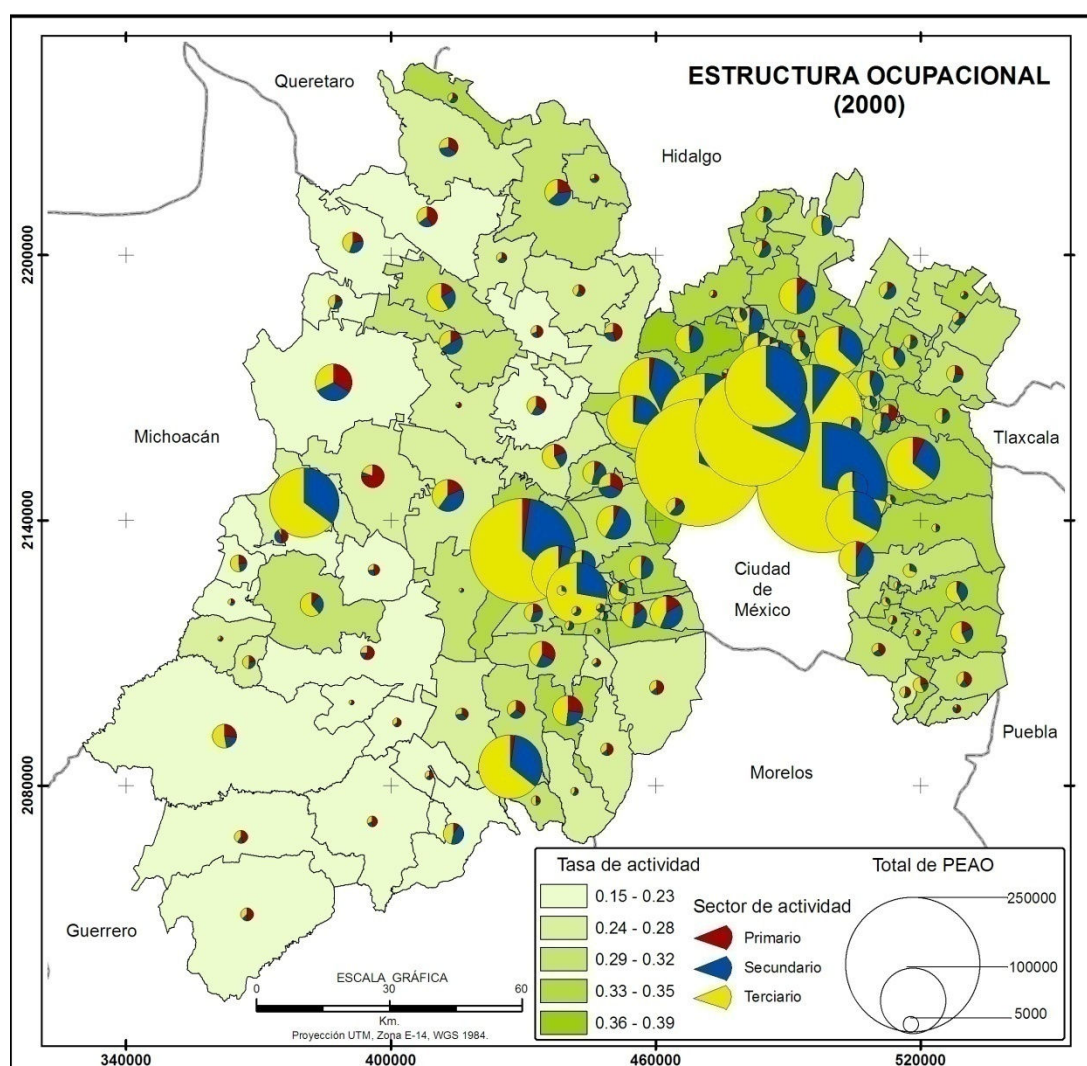 ESTRUCTURA OCUPACIONAL
(2000)
Queretaro
Hidalgo
Michoacán
Tlaxcala
Ciudad
de
México
Puebla
Morelos
Guerrero
2200000
2140000
2080000
2200000
2140000
2080000
340000
400000
460000
520000
ESCALA GRÁFICA
0 30 60
Km.
Proyección UTM, Zona E-14, WGS 1984.
Tasa de actividad
0.15 - 0.23
0.24 - 0.28
0.29 - 0.32
0.33 - 0.35
0.36 - 0.39
Sector de actividad
Primario
Secundario
Terciario
Total de PEAO
250000
100000
5000